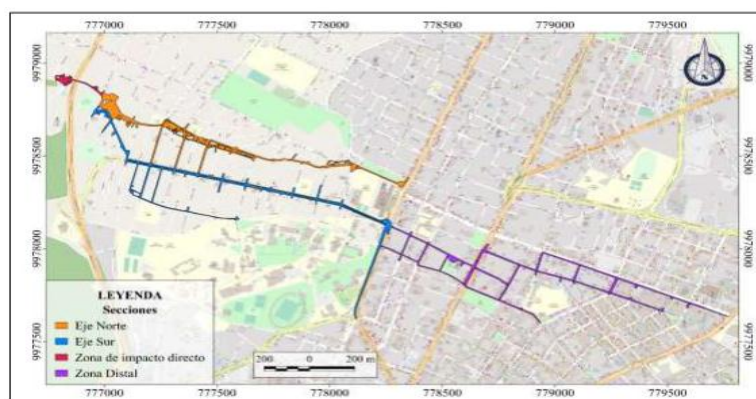 777000 777500 778000 778500 779000 779500
9979000 9979000
9978500 9978500
9978000 9978000
9977500 9977500
N
LEYENDA
Secciones
Eje Norte
Eje Sur
Zona de impacto directo
Zona Distal
200 0 200 m
777000 777500 778000 778500 779000 779500